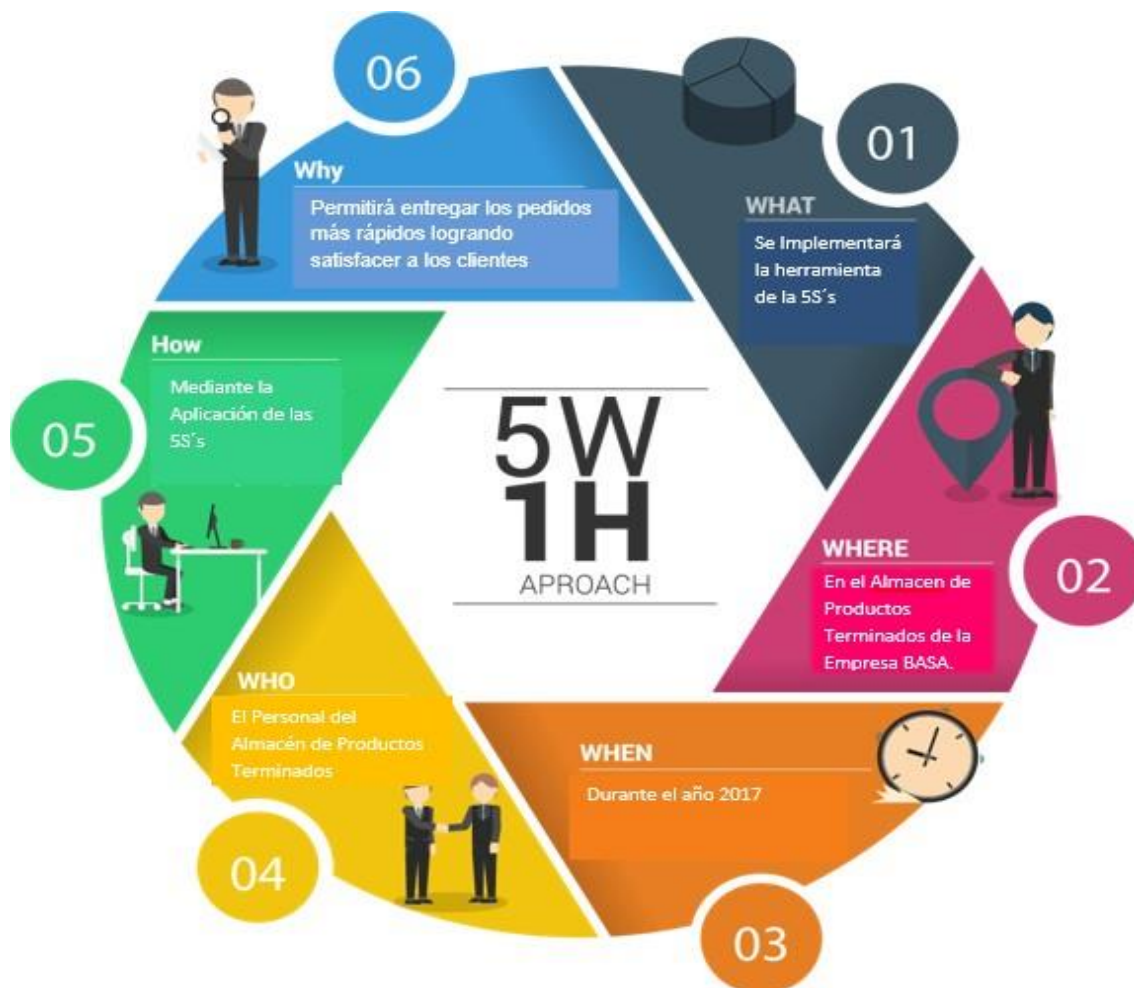 06
Why
Permitirá entregar los pedidos
más rápidos logrando
satisfacer a los clientes
01
WHAT
Se Implementará
la herramienta
de la 5S´s
How
Mediante la
Aplicación de las
5S´s
05
5W
1H
APROACH
WHERE
En el Almacen de
Productos
Terminados de la
Empresa BASA.
02
WHO
El Personal del
Almacén de Productos
Terminados
04
WHEN
Durante el año 2017
03